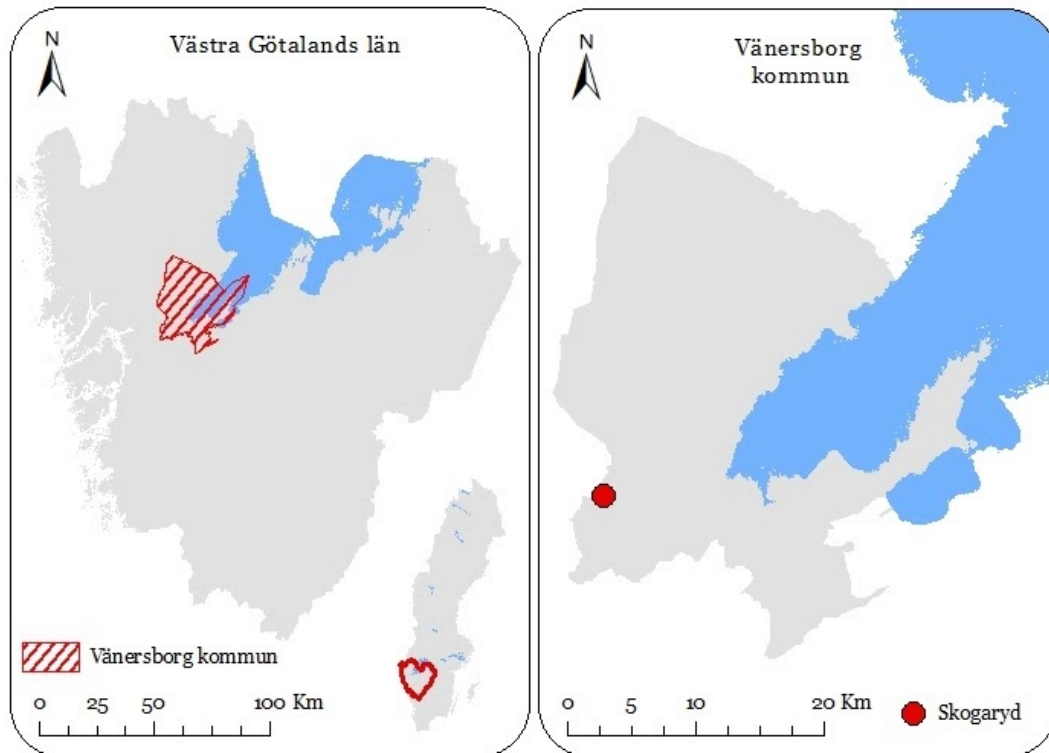 N
Västra Götalands län
Vänersborg kommun
0 25 50 100 Km
N
Vänersborg
kommun
0 5 10 20 Km
Skogaryd